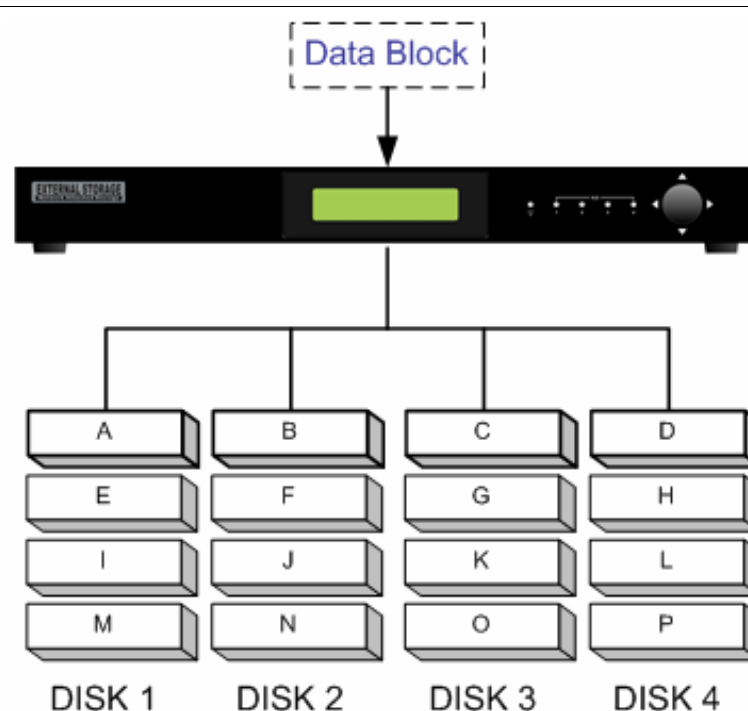 Data Block
EXTERNAL STORAGE
A B C D
E F G H
I J K L
M N O P
DISK 1 DISK 2 DISK 3 DISK 4